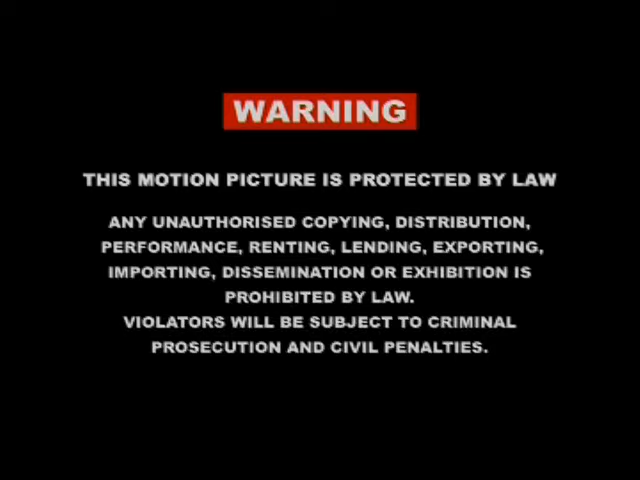 WARNING
THIS MOTION PICTURE IS PROTECTED BY LAW
ANY UNAUTHORISED COPYING, DISTRIBUTION,
PERFORMANCE, RENTING, LENDING, EXPORTING,
IMPORTING, DISSEMINATION OR EXHIBITION IS
PROHIBITED BY LAW.
VIOLATORS WILL BE SUBJECT TO CRIMINAL
PROSECUTION AND CIVIL PENALTIES.